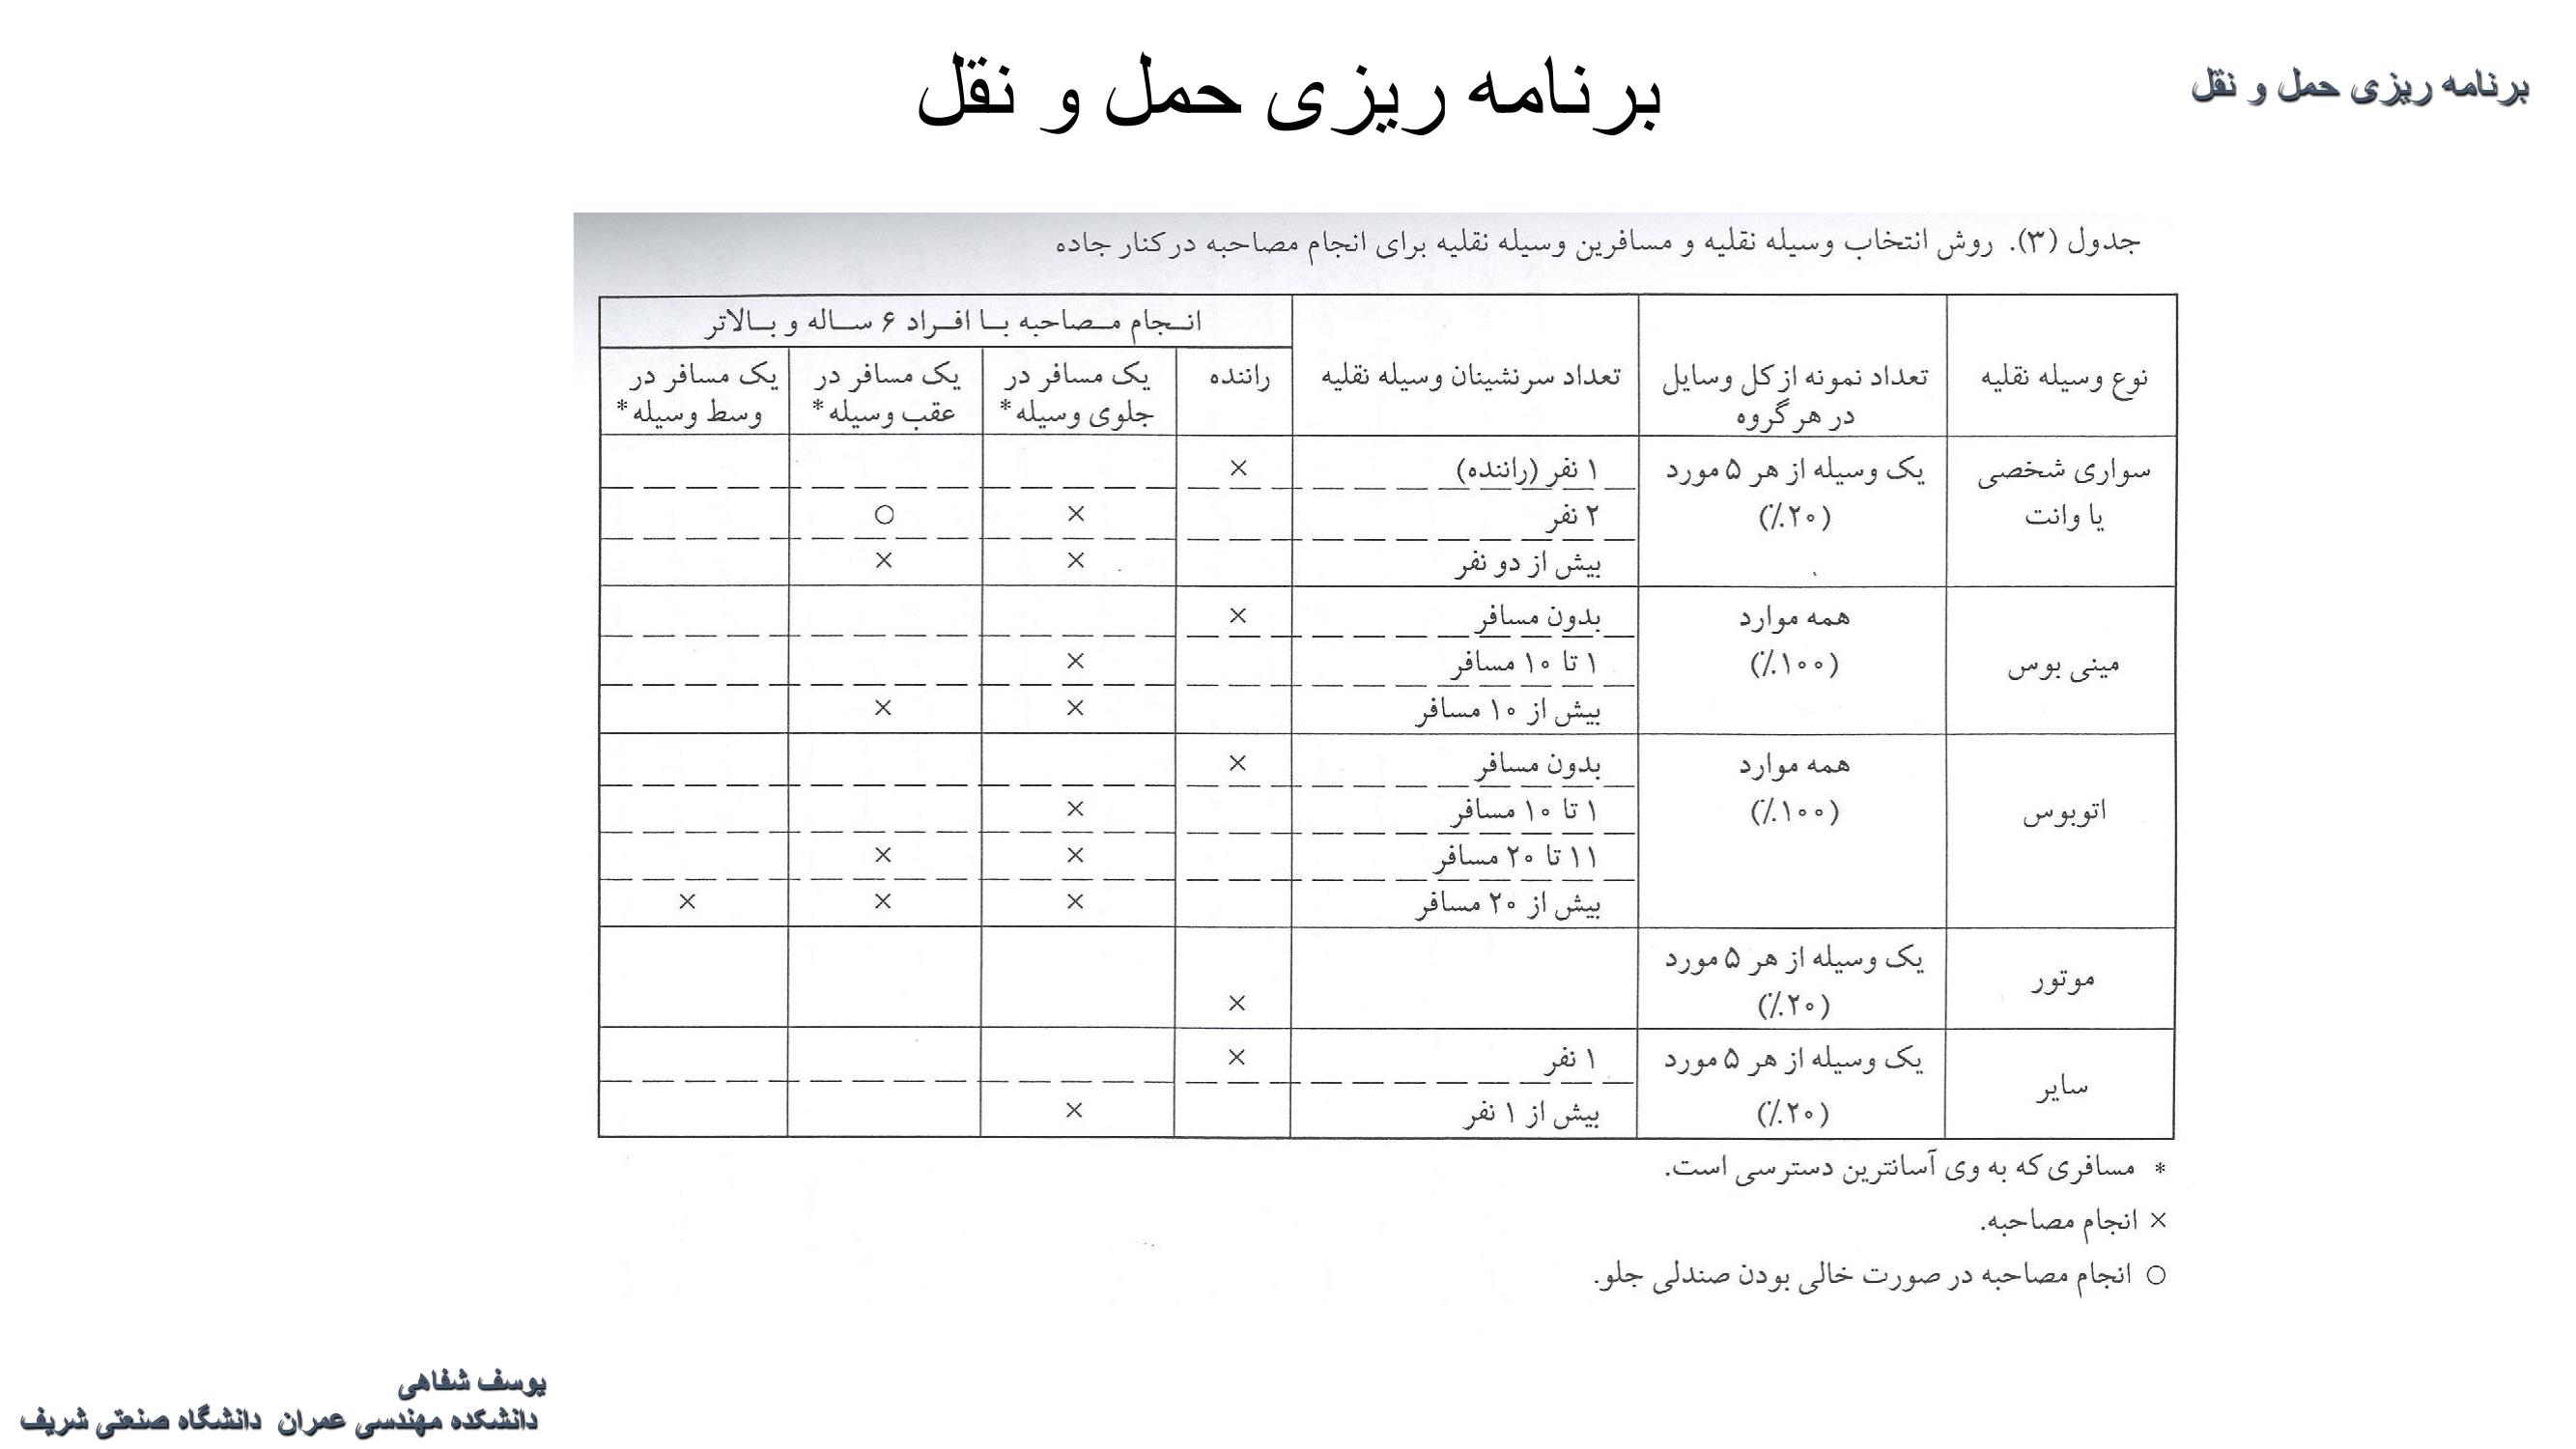 برنامه ریزی حمل و نقل
برنامه ریزی حمل و نقل
جدول (۳). روش انتخاب وسیله نقلیه و مسافرین وسیله نقلیه برای انجام مصاحبه در کنار جاده
نوع وسیله نقلیه
تعداد نمونه از کل وسایل
در هر گروه
تعداد سرنشینان وسیله نقلیه
انجام مصاحبه با افراد ۶ ساله و بالاتر
راننده
یک مسافر در
جلوی وسیله*
یک مسافر در
عقب وسیله*
یک مسافر در
وسط وسیله*
سواری شخصی
یا وانت
یک وسیله از هر ۵ مورد
(٪۲۰)
۱ نفر (راننده) ×
۲ نفر × ○
بیش از دو نفر × ×
مینی بوس
همه موارد
(٪۱۰۰)
بدون مسافر ×
۱ تا ۱۰ مسافر ×
بیش از ۱۰ مسافر × ×
اتوبوس
همه موارد
(٪۱۰۰)
بدون مسافر ×
۱ تا ۱۰ مسافر ×
۱۱ تا ۲۰ مسافر × ×
بیش از ۲۰ مسافر × × ×
موتور
یک وسیله از هر ۵ مورد
(٪۲۰) ×
سایر
یک وسیله از هر ۵ مورد
(٪۲۰)
۱ نفر ×
بیش از ۱ نفر ×
* مسافری که به وی آسانترین دسترسی است.
× انجام مصاحبه.
○ انجام مصاحبه در صورت خالی بودن صندلی جلو.
یوسف شفاهی
دانشکده مهندسی عمران دانشگاه صنعتی شریف